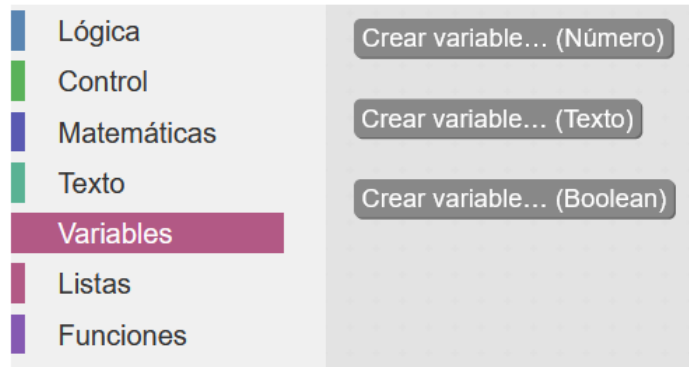 Lógica
Control
Matemáticas
Texto
Variables
Listas
Funciones
Crear variable… (Número)
Crear variable… (Texto)
Crear variable… (Boolean)